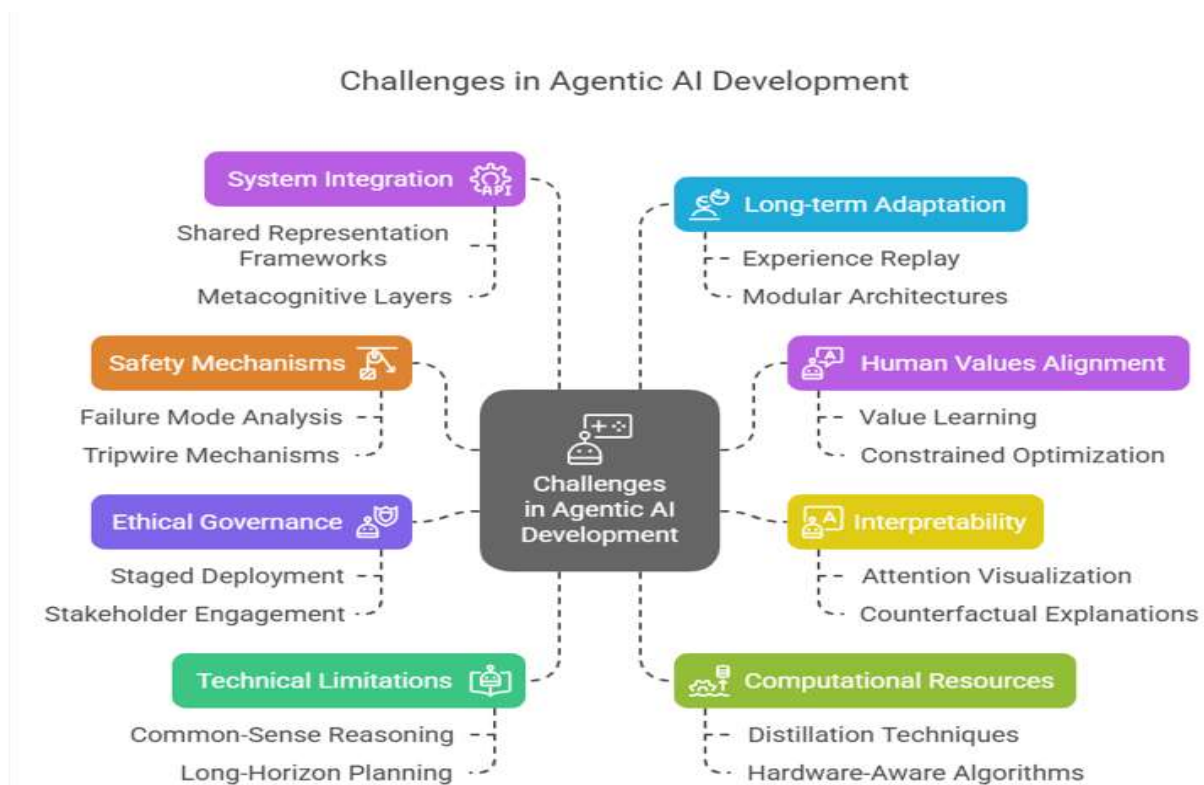 Challenges in Agentic AI Development
System Integration
API
Shared Representation
Frameworks
Metacognitive Layers
Safety Mechanisms
Failure Mode Analysis
Tripwire Mechanisms
Ethical Governance
Staged Deployment
Stakeholder Engagement
Technical Limitations
Common-Sense Reasoning
Long-Horizon Planning
Challenges
in Agentic AI
Development
Long-term Adaptation
Experience Replay
Modular Architectures
A
Human Values Alignment
Value Learning
Constrained Optimization
A
Interpretability
Attention Visualization
Counterfactual Explanations
Computational Resources
Distillation Techniques
Hardware-Aware Algorithms